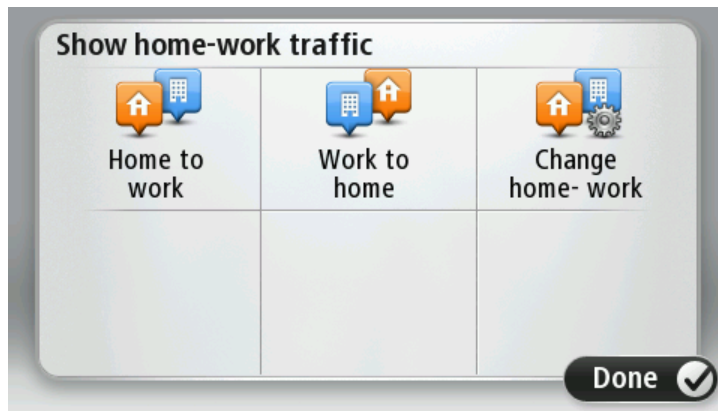 Show home-work traffic
Home to
work
Work to
home
Change
home- work
Done